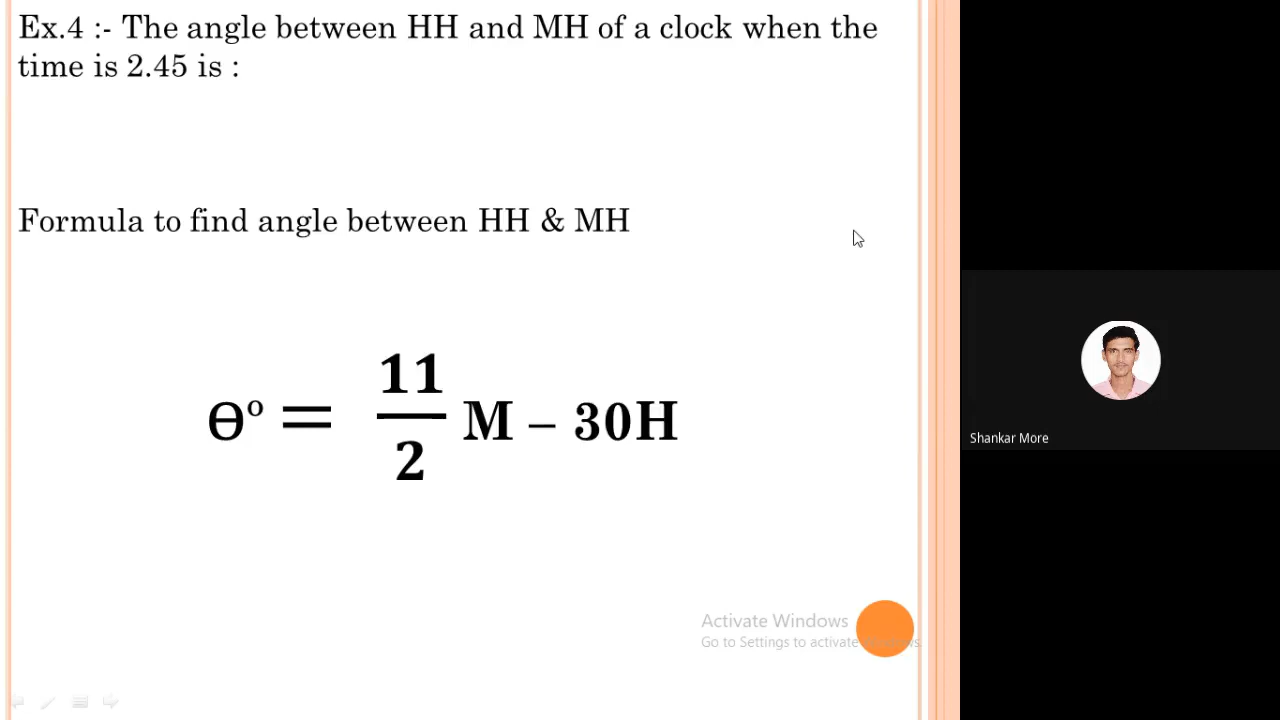 Ex.4 :- The angle between HH and MH of a clock when the
time is 2.45 is :
Formula to find angle between HH & MH
ϴ° = 11/2 M – 30H
Shankar More
Activate Windows
Go to Settings to activate Windows.